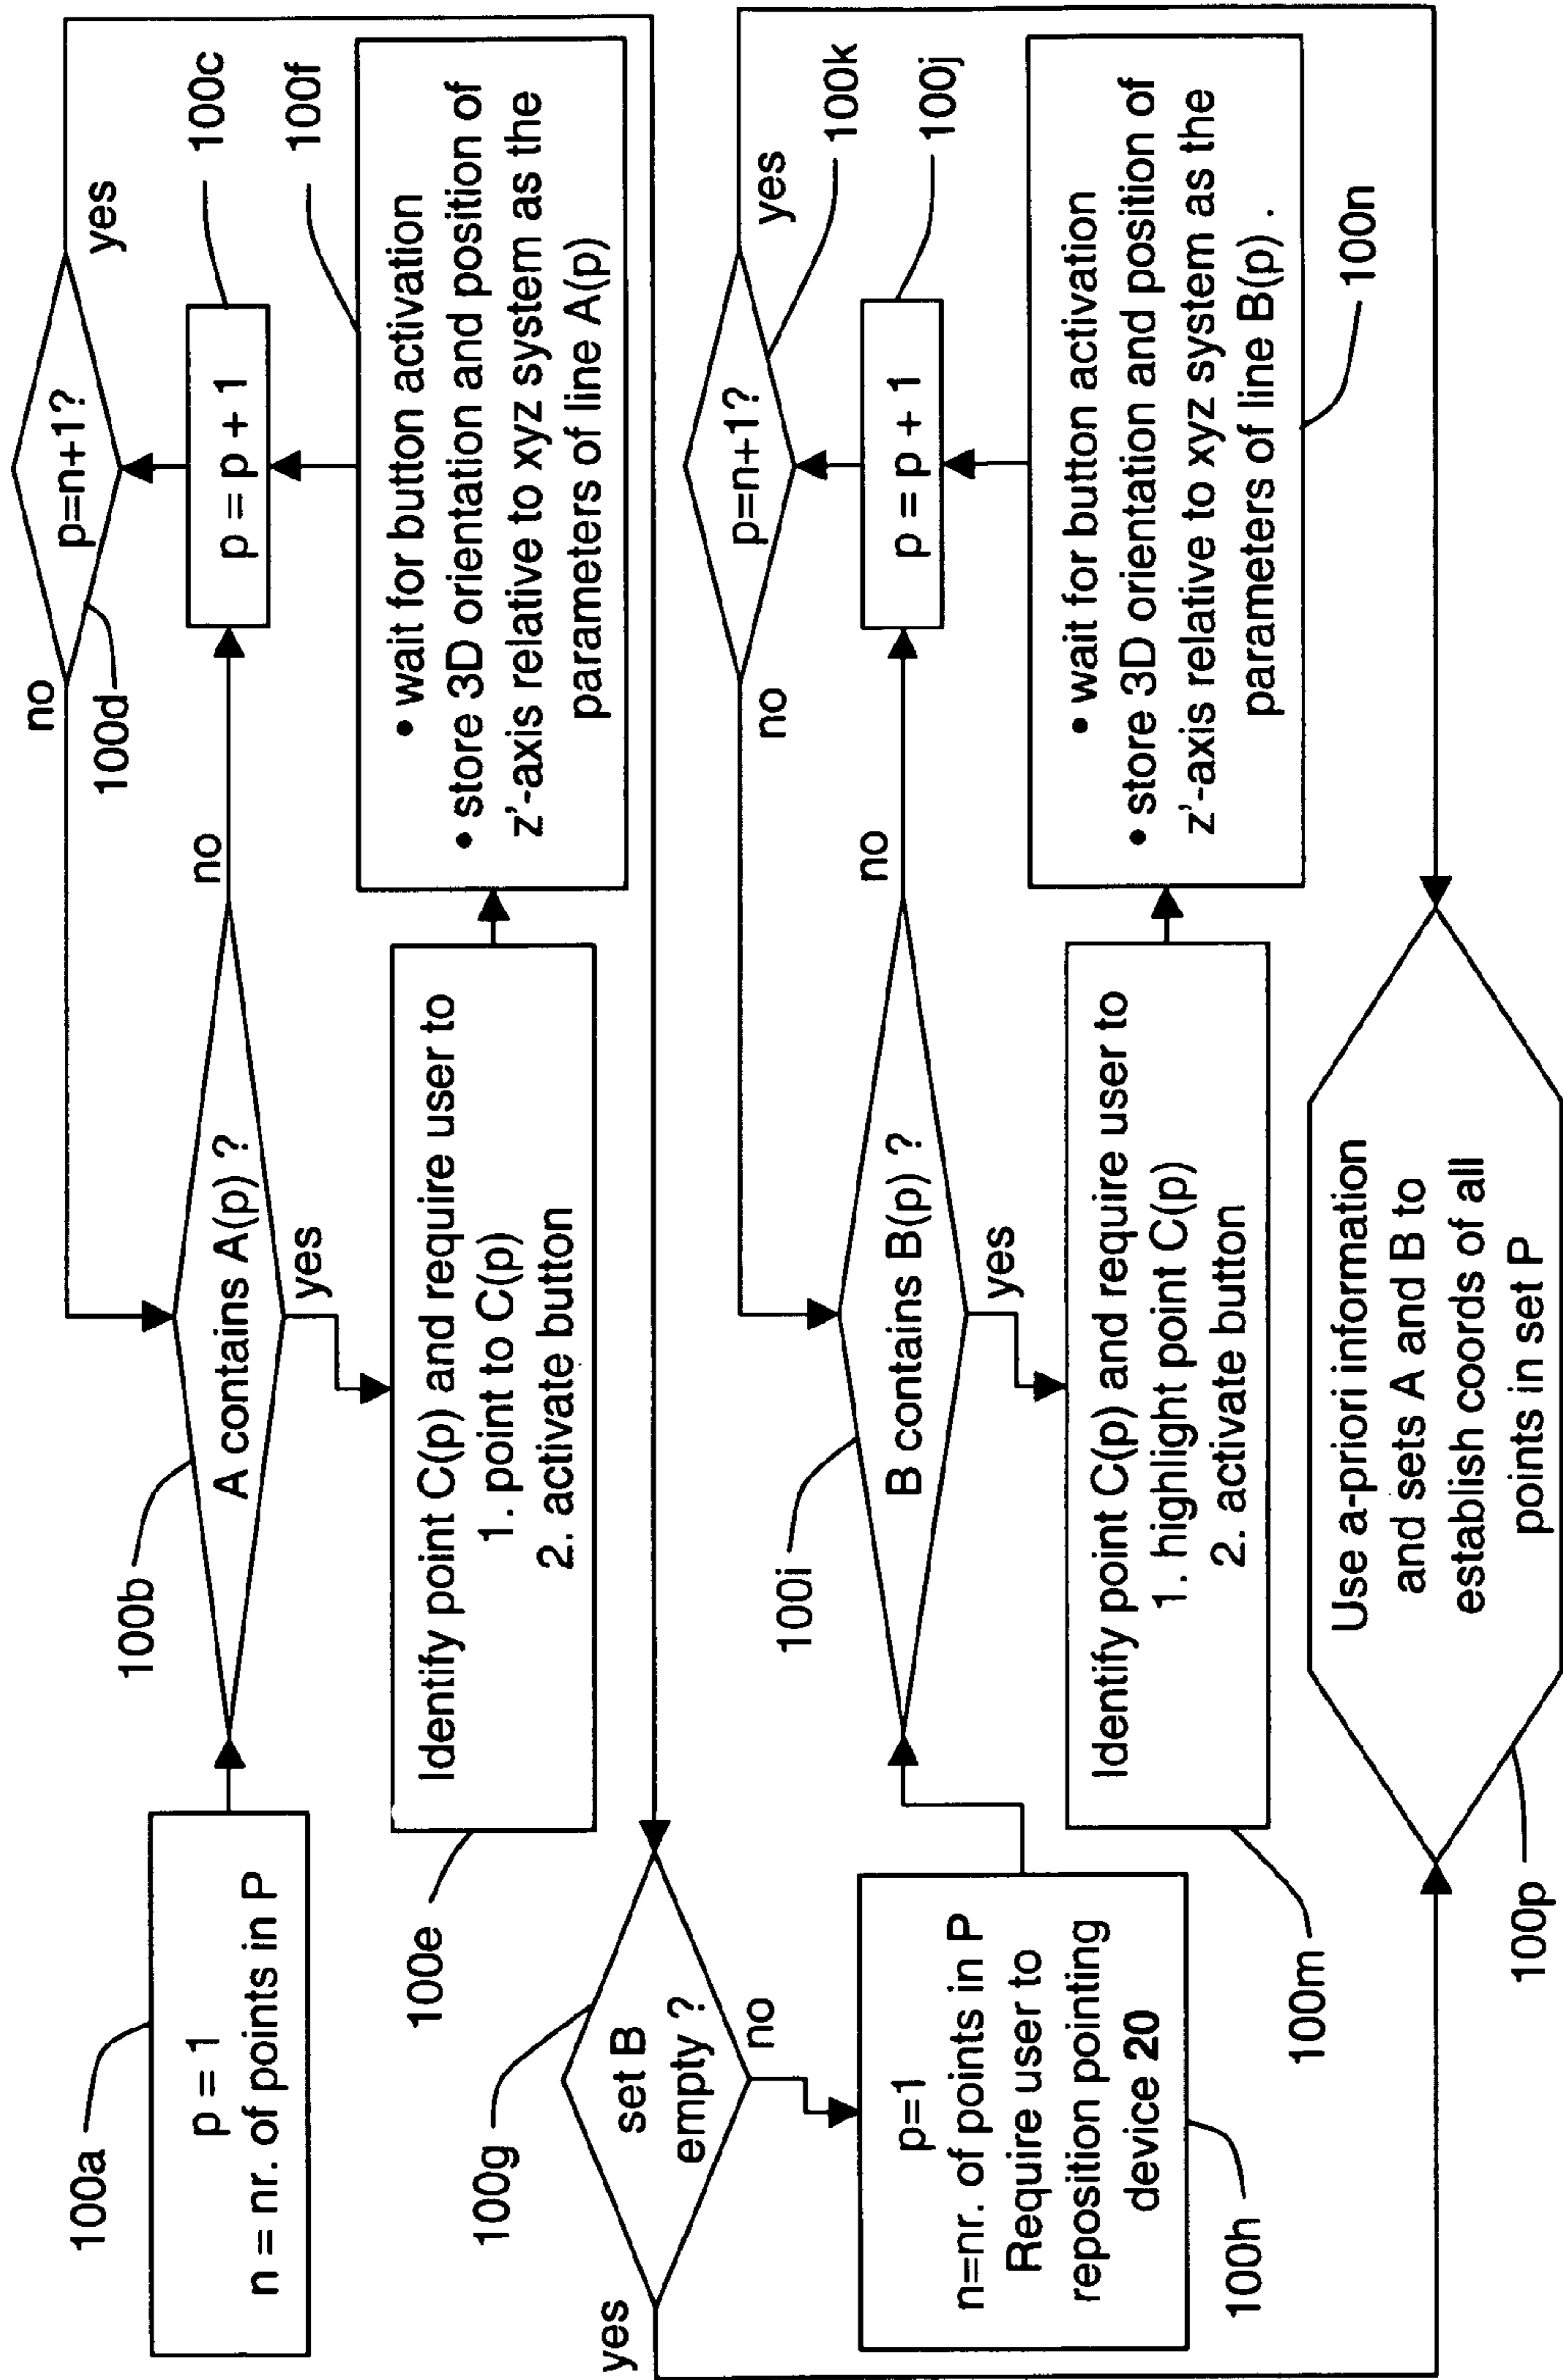 100a
p = 1
n = nr. of points in P
100b
A contains A(p) ?
no
yes
no
100d
p=n+1?
yes
p = p + 1
100c
100e
Identify point C(p) and require user to
1. point to C(p)
2. activate button
100f
• wait for button activation
• store 3D orientation and position of
z'-axis relative to xyz system as the
parameters of line A(p)
yes
100g
set B
empty ?
no
p=1
n=nr. of points in P
Require user to
reposition pointing
device 20
100h
100i
B contains B(p) ?
no
yes
no
p=n+1?
yes
100k
p = p + 1
100j
Identify point C(p) and require user to
1. highlight point C(p)
2. activate button
100m
• wait for button activation
• store 3D orientation and position of
z'-axis relative to xyz system as the
parameters of line B(p) .
100n
Use a-priori information
and sets A and B to
establish coords of all
points in set P
100p